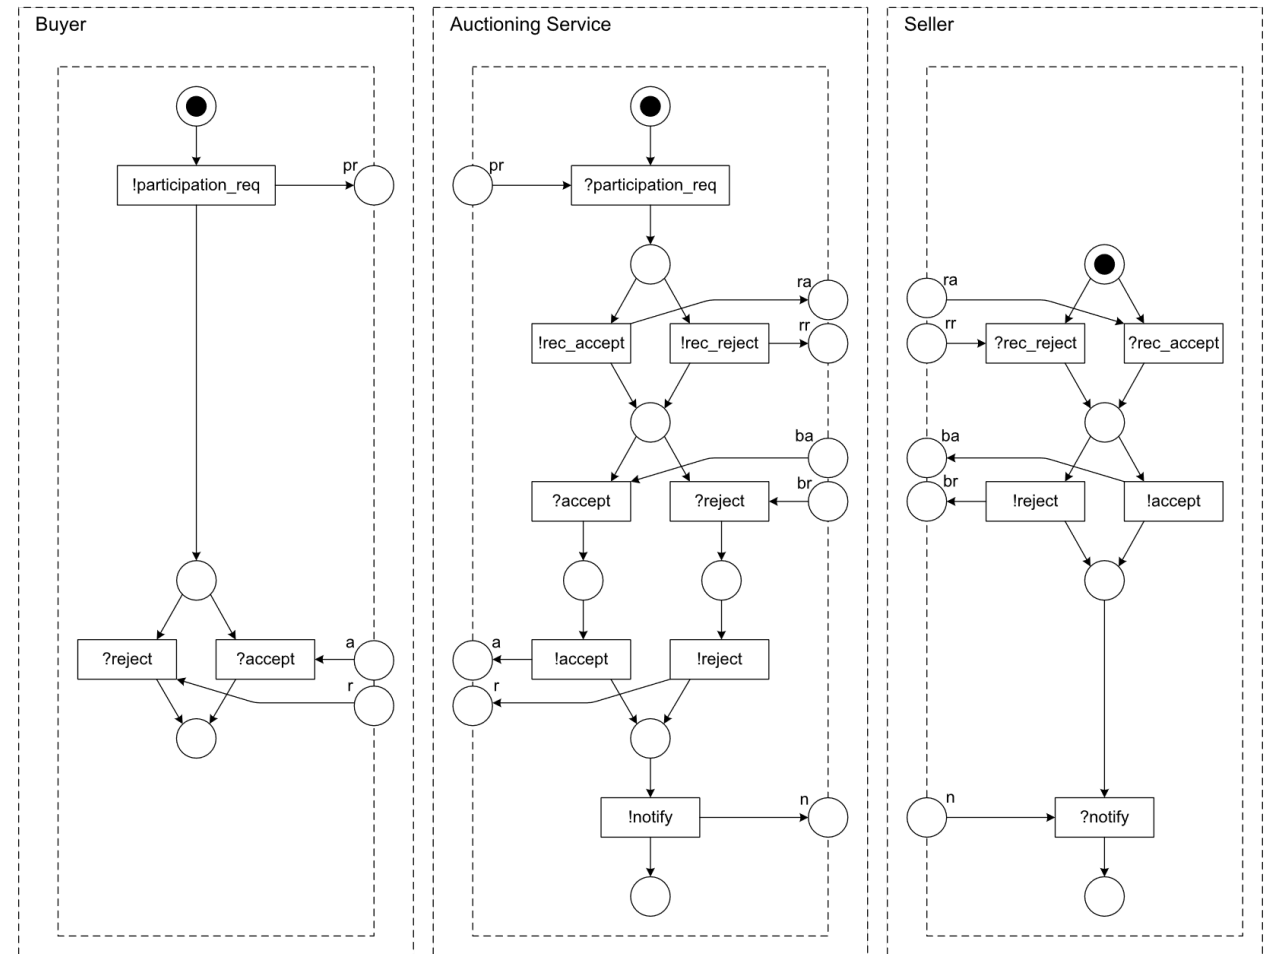 Buyer
Auctioning Service
Seller
pr
pr
!participation_req
?participation_req
ra
ra
rr
rr
!rec_accept
!rec_reject
?rec_reject
?rec_accept
ba
ba
br
br
?accept
?reject
!reject
!accept
a
a
?reject
?accept
!accept
!reject
r
r
n
n
!notify
?notify